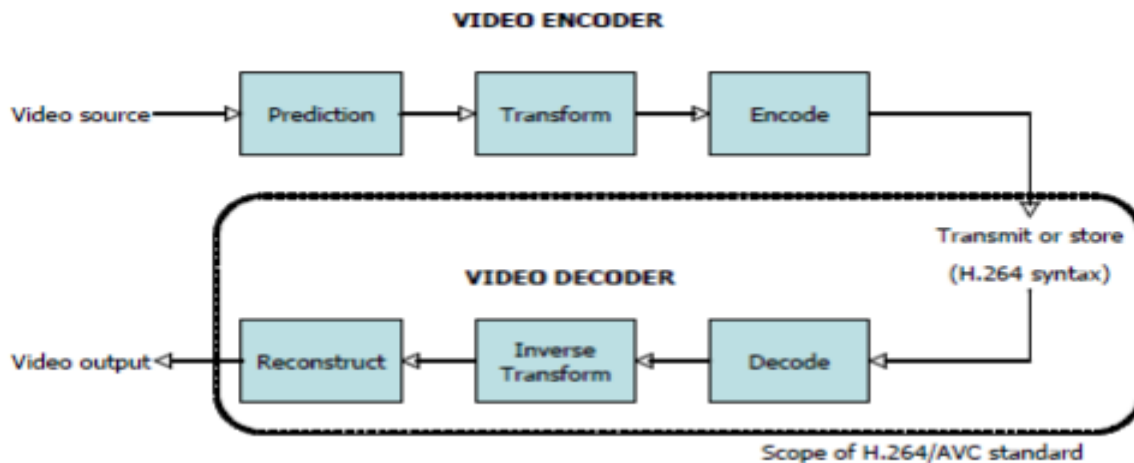 VIDEO ENCODER
Video source
Prediction
Transform
Encode
Transmit or store
(H.264 syntax)
VIDEO DECODER
Video output
Reconstruct
Inverse
Transform
Decode
Scope of H.264/AVC standard